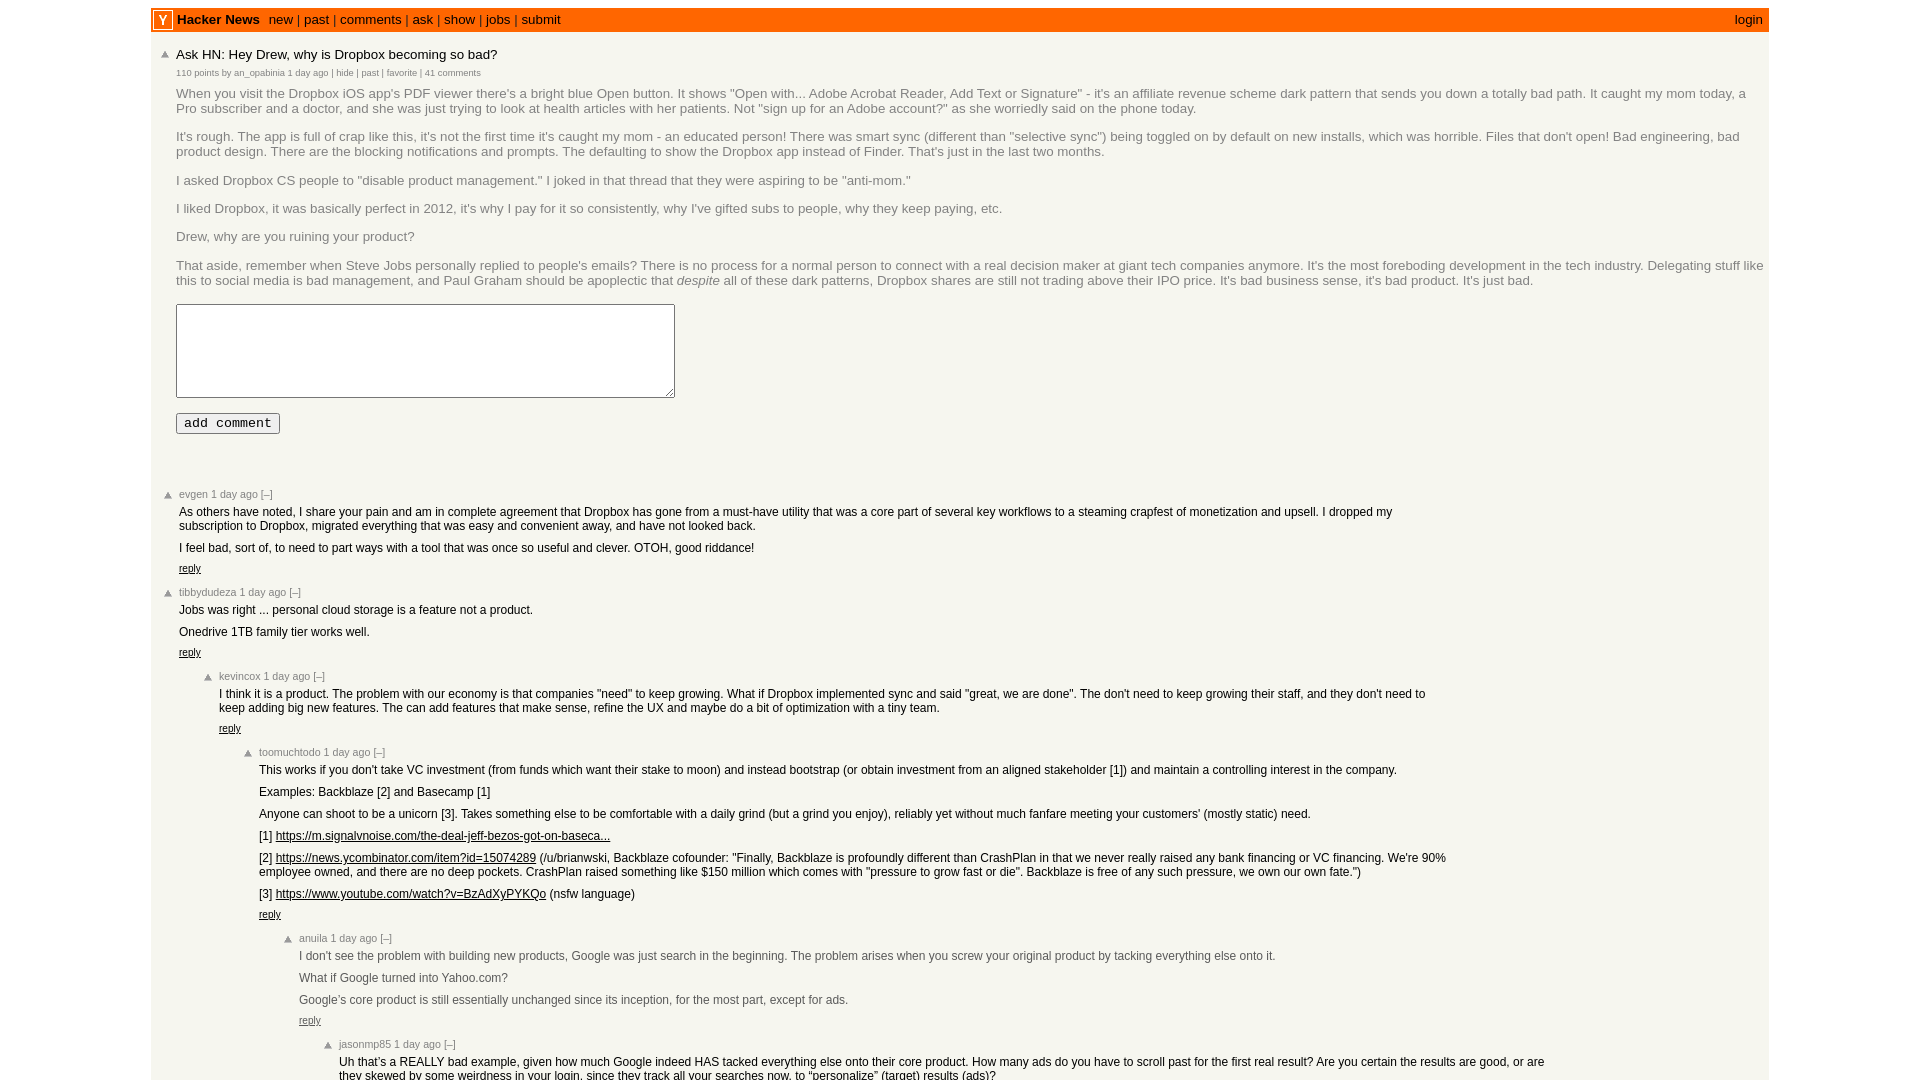 Y Hacker News new | past | comments | ask | show | jobs | submit login
Ask HN: Hey Drew, why is Dropbox becoming so bad?
110 points by an_opabinia 1 day ago | hide | past | favorite | 41 comments
When you visit the Dropbox iOS app's PDF viewer there's a bright blue Open button. It shows "Open with... Adobe Acrobat Reader, Add Text or Signature" - it's an affiliate revenue scheme dark pattern that sends you down a totally bad path. It caught my mom today, a
Pro subscriber and a doctor, and she was just trying to look at health articles with her patients. Not "sign up for an Adobe account?" as she worriedly said on the phone today.
It's rough. The app is full of crap like this, it's not the first time it's caught my mom - an educated person! There was smart sync (different than "selective sync") being toggled on by default on new installs, which was horrible. Files that don't open! Bad engineering, bad
product design. There are the blocking notifications and prompts. The defaulting to show the Dropbox app instead of Finder. That's just in the last two months.
I asked Dropbox CS people to "disable product management." I joked in that thread that they were aspiring to be "anti-mom."
I liked Dropbox, it was basically perfect in 2012, it's why I pay for it so consistently, why I've gifted subs to people, why they keep paying, etc.
Drew, why are you ruining your product?
That aside, remember when Steve Jobs personally replied to people's emails? There is no process for a normal person to connect with a real decision maker at giant tech companies anymore. It's the most foreboding development in the tech industry. Delegating stuff like
this to social media is bad management, and Paul Graham should be apoplectic that despite all of these dark patterns, Dropbox shares are still not trading above their IPO price. It's bad business sense, it's bad product. It's just bad.
add comment
evgen 1 day ago [–]
As others have noted, I share your pain and am in complete agreement that Dropbox has gone from a must-have utility that was a core part of several key workflows to a steaming crapfest of monetization and upsell. I dropped my
subscription to Dropbox, migrated everything that was easy and convenient away, and have not looked back.
I feel bad, sort of, to need to part ways with a tool that was once so useful and clever. OTOH, good riddance!
reply
tibbydudeza 1 day ago [–]
Jobs was right ... personal cloud storage is a feature not a product.
Onedrive 1TB family tier works well.
reply
kevincox 1 day ago [–]
I think it is a product. The problem with our economy is that companies "need" to keep growing. What if Dropbox implemented sync and said "great, we are done". The don't need to keep growing their staff, and they don't need to
keep adding big new features. The can add features that make sense, refine the UX and maybe do a bit of optimization with a tiny team.
reply
toomuchtodo 1 day ago [–]
This works if you don't take VC investment (from funds which want their stake to moon) and instead bootstrap (or obtain investment from an aligned stakeholder [1]) and maintain a controlling interest in the company.
Examples: Backblaze [2] and Basecamp [1]
Anyone can shoot to be a unicorn [3]. Takes something else to be comfortable with a daily grind (but a grind you enjoy), reliably yet without much fanfare meeting your customers' (mostly static) need.
[1] https://m.signalvnoise.com/the-deal-jeff-bezos-got-on-baseca...
[2] https://news.ycombinator.com/item?id=15074289 (/u/brianwski, Backblaze cofounder: "Finally, Backblaze is profoundly different than CrashPlan in that we never really raised any bank financing or VC financing. We're 90%
employee owned, and there are no deep pockets. CrashPlan raised something like $150 million which comes with "pressure to grow fast or die". Backblaze is free of any such pressure, we own our own fate.")
[3] https://www.youtube.com/watch?v=BzAdXyPYKQo (nsfw language)
reply
anuila 1 day ago [–]
I don't see the problem with building new products, Google was just search in the beginning. The problem arises when you screw your original product by tacking everything else onto it.
What if Google turned into Yahoo.com?
Google’s core product is still essentially unchanged since its inception, for the most part, except for ads.
reply
jasonmp85 1 day ago [–]
Uh that’s a REALLY bad example, given how much Google indeed HAS tacked everything else onto their core product. How many ads do you have to scroll past for the first real result? Are you certain the results are good, or are
they skewed by some weirdness in your login, since they track all your searches now, to “personalize” (target) results (ads)?